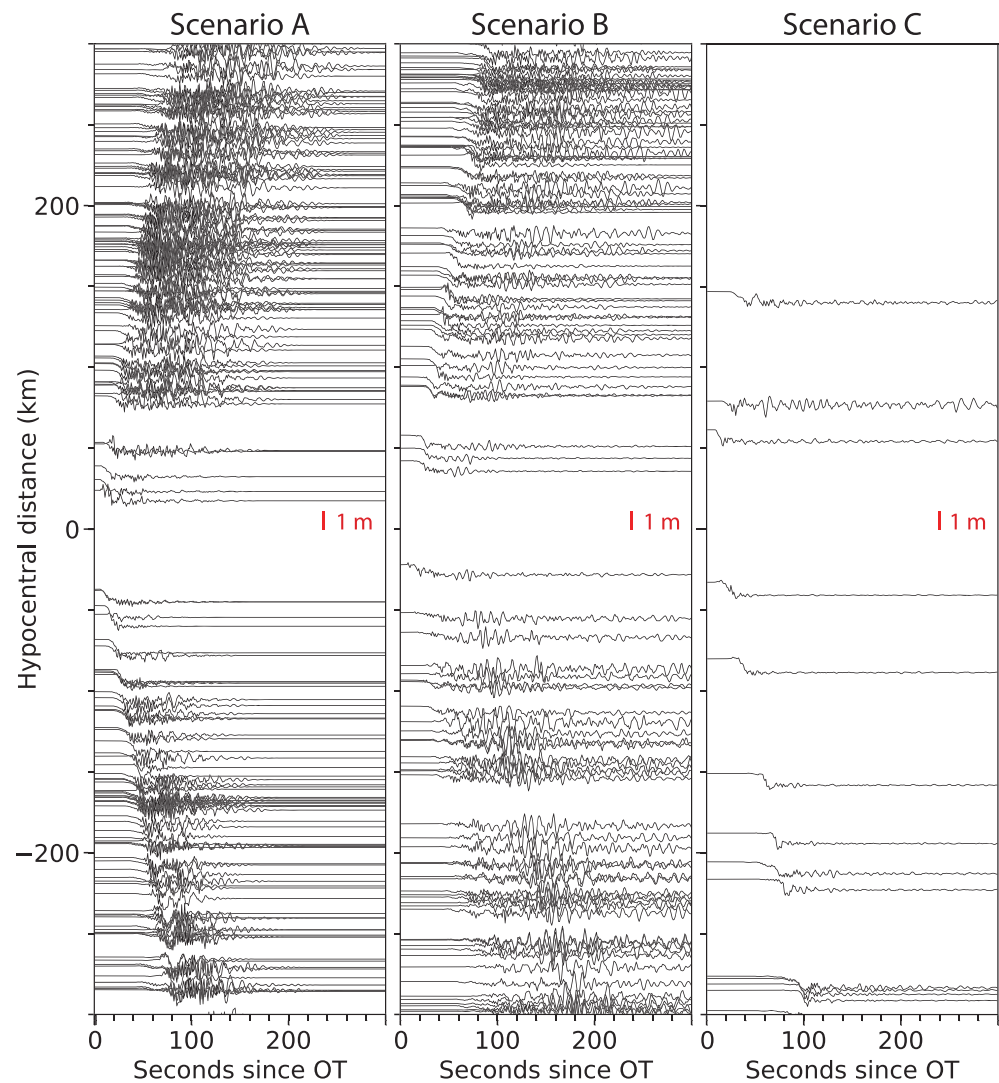 Scenario A Scenario B Scenario C
Hypocentral distance (km)
200
0
−200
1 m 1 m 1 m
0 100 200 0 100 200 0 100 200
Seconds since OT Seconds since OT Seconds since OT